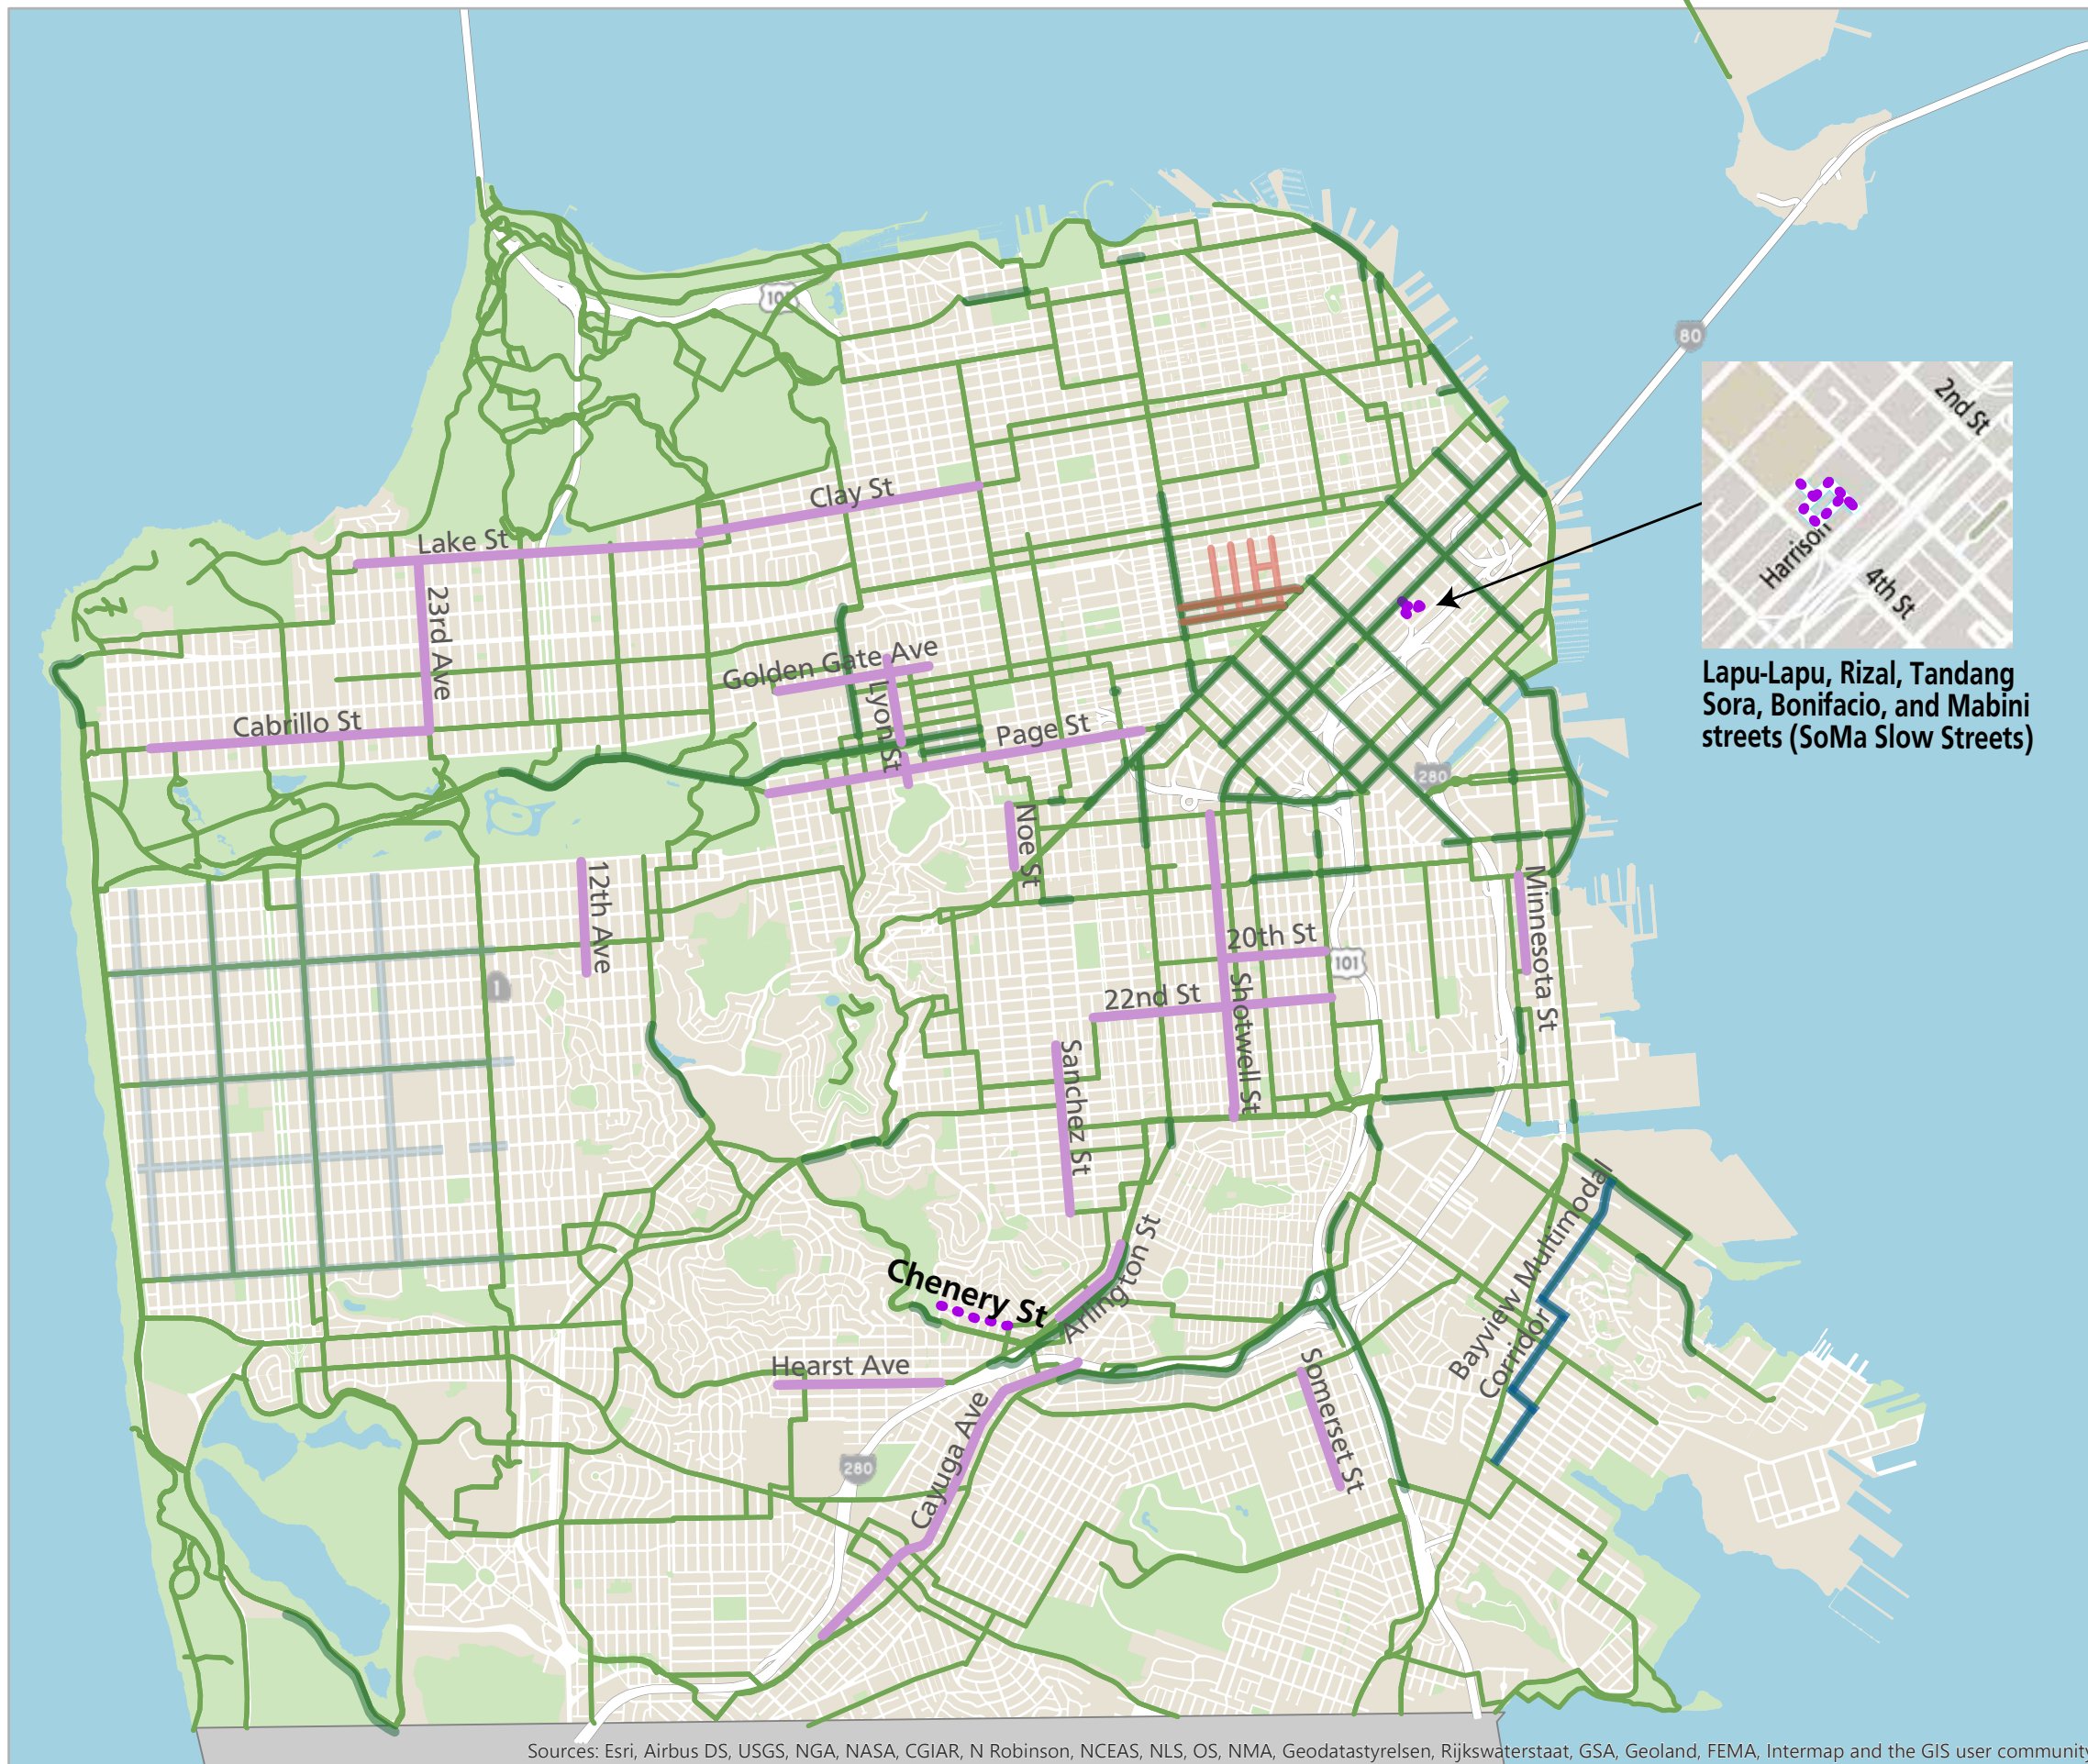 101
80
2nd St
Harrison
4th St
Lapu-Lapu, Rizal, Tandang
Sora, Bonifacio, and Mabini
streets (SoMa Slow Streets)
Clay St
Lake St
23rd Ave
Golden Gate Ave
Lyon St
Cabrillo St
Page St
280
Noe St
12th Ave
Minnesota St
20th St
101
1
22nd St
Shotwell St
Sanchez St
Bayview Multimodal
Corridor
Arlington St
Chenery St
Hearst Ave
Somerset St
Cayuga Ave
280
Sources: Esri, Airbus DS, USGS, NGA, NASA, CGIAR, N Robinson, NCEAS, NLS, OS, NMA, Geodatastyrelsen, Rijkswaterstaat, GSA, Geoland, FEMA, Intermap and the GIS user communit